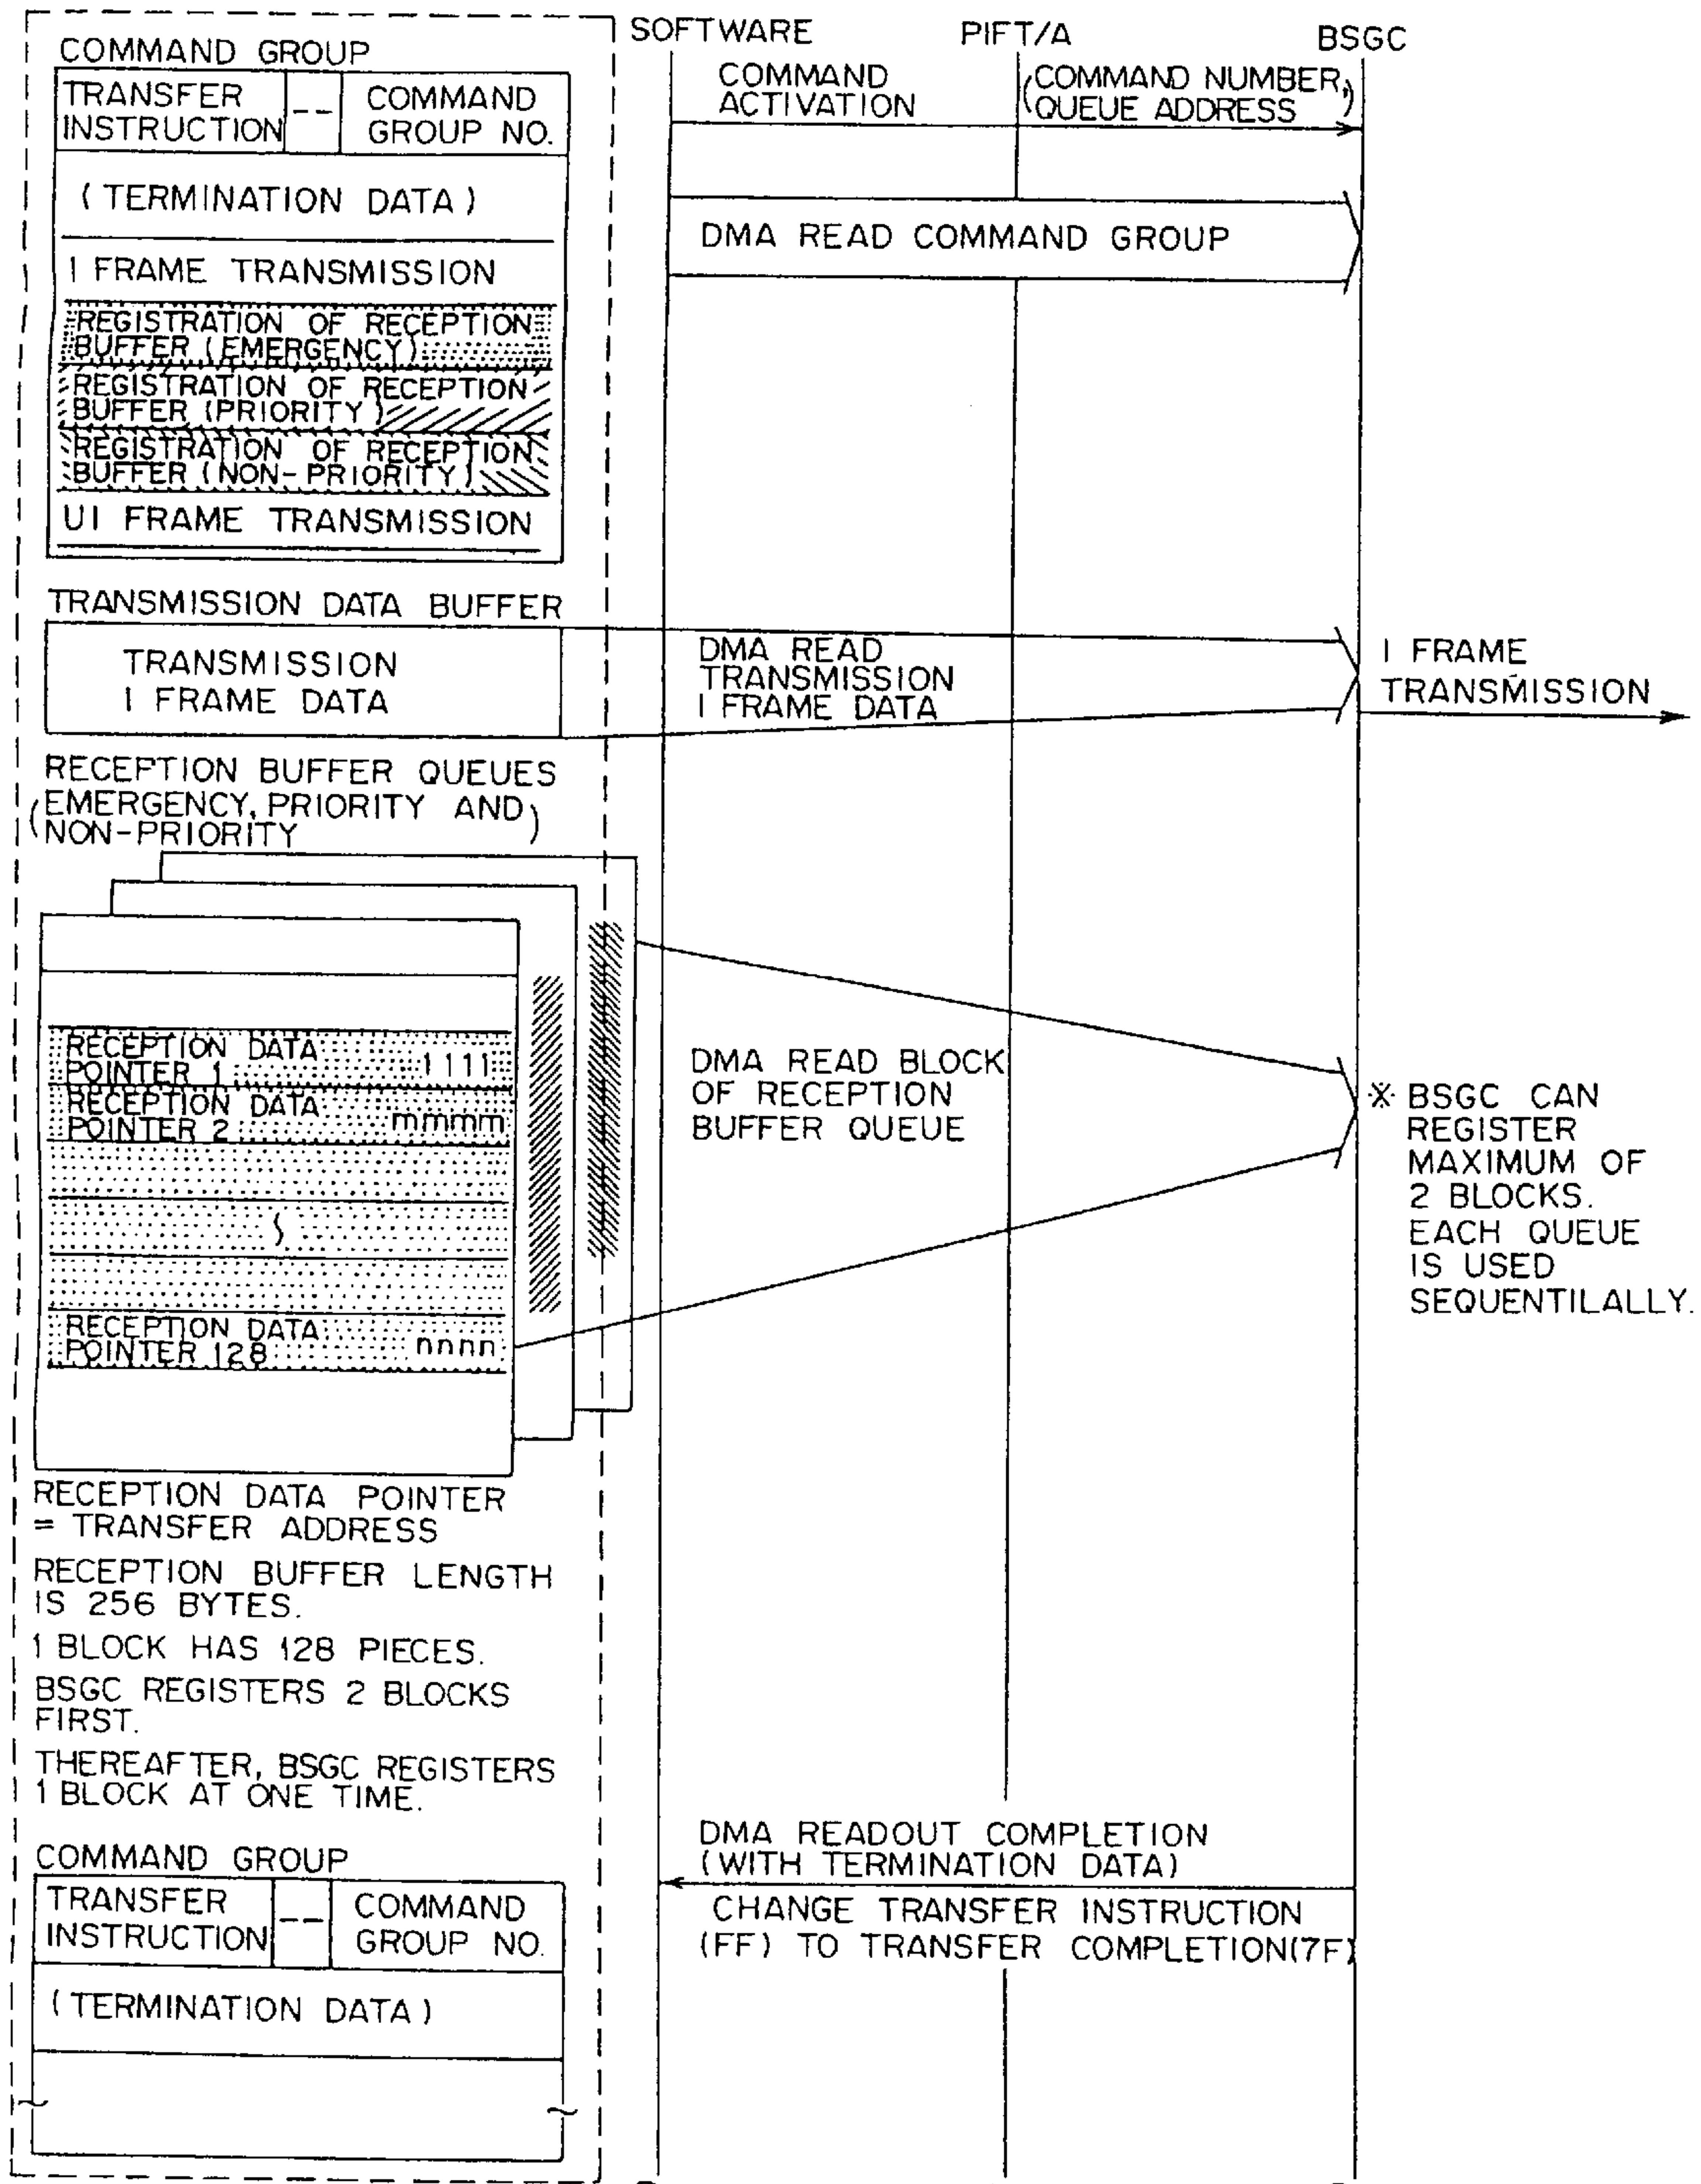 SOFTWARE PIFT/A BSGC
COMMAND GROUP
TRANSFER
INSTRUCTION
--
COMMAND
GROUP NO.
(TERMINATION DATA)
I FRAME TRANSMISSION
REGISTRATION OF RECEPTION
BUFFER (EMERGENCY)
REGISTRATION OF RECEPTION
BUFFER (PRIORITY)
REGISTRATION OF RECEPTION
BUFFER (NON-PRIORITY)
UI FRAME TRANSMISSION
COMMAND
ACTIVATION
(COMMAND NUMBER,
QUEUE ADDRESS)
DMA READ COMMAND GROUP
TRANSMISSION DATA BUFFER
TRANSMISSION
I FRAME DATA
DMA READ
TRANSMISSION
I FRAME DATA
I FRAME
TRANSMISSION
RECEPTION BUFFER QUEUES
(EMERGENCY, PRIORITY AND
NON-PRIORITY)
RECEPTION DATA
POINTER 1 1111
RECEPTION DATA
POINTER 2 mmmm
RECEPTION DATA
POINTER 128 nnnn
DMA READ BLOCK
OF RECEPTION
BUFFER QUEUE
※ BSGC CAN
REGISTER
MAXIMUM OF
2 BLOCKS.
EACH QUEUE
IS USED
SEQUENTILALLY.
RECEPTION DATA POINTER
= TRANSFER ADDRESS
RECEPTION BUFFER LENGTH
IS 256 BYTES.
1 BLOCK HAS 128 PIECES.
BSGC REGISTERS 2 BLOCKS
FIRST.
THEREAFTER, BSGC REGISTERS
1 BLOCK AT ONE TIME.
COMMAND GROUP
TRANSFER
INSTRUCTION
--
COMMAND
GROUP NO.
(TERMINATION DATA)
DMA READOUT COMPLETION
(WITH TERMINATION DATA)
CHANGE TRANSFER INSTRUCTION
(FF) TO TRANSFER COMPLETION(7F)